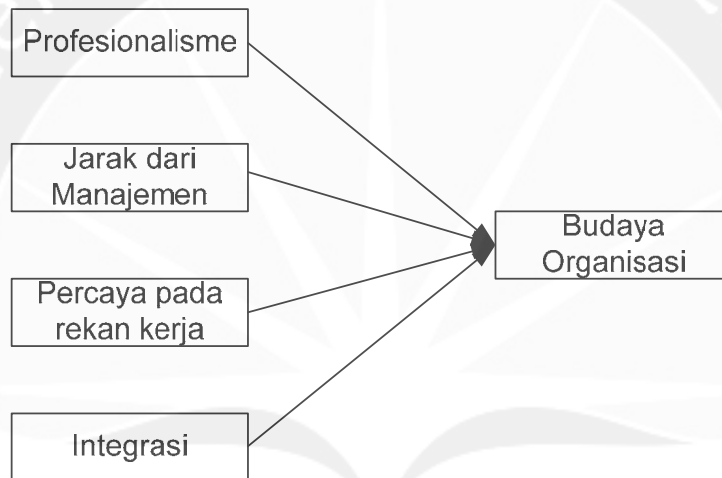 Profesionalisme
Jarak dari
Manajemen
Percaya pada
rekan kerja
Integrasi
Budaya
Organisasi